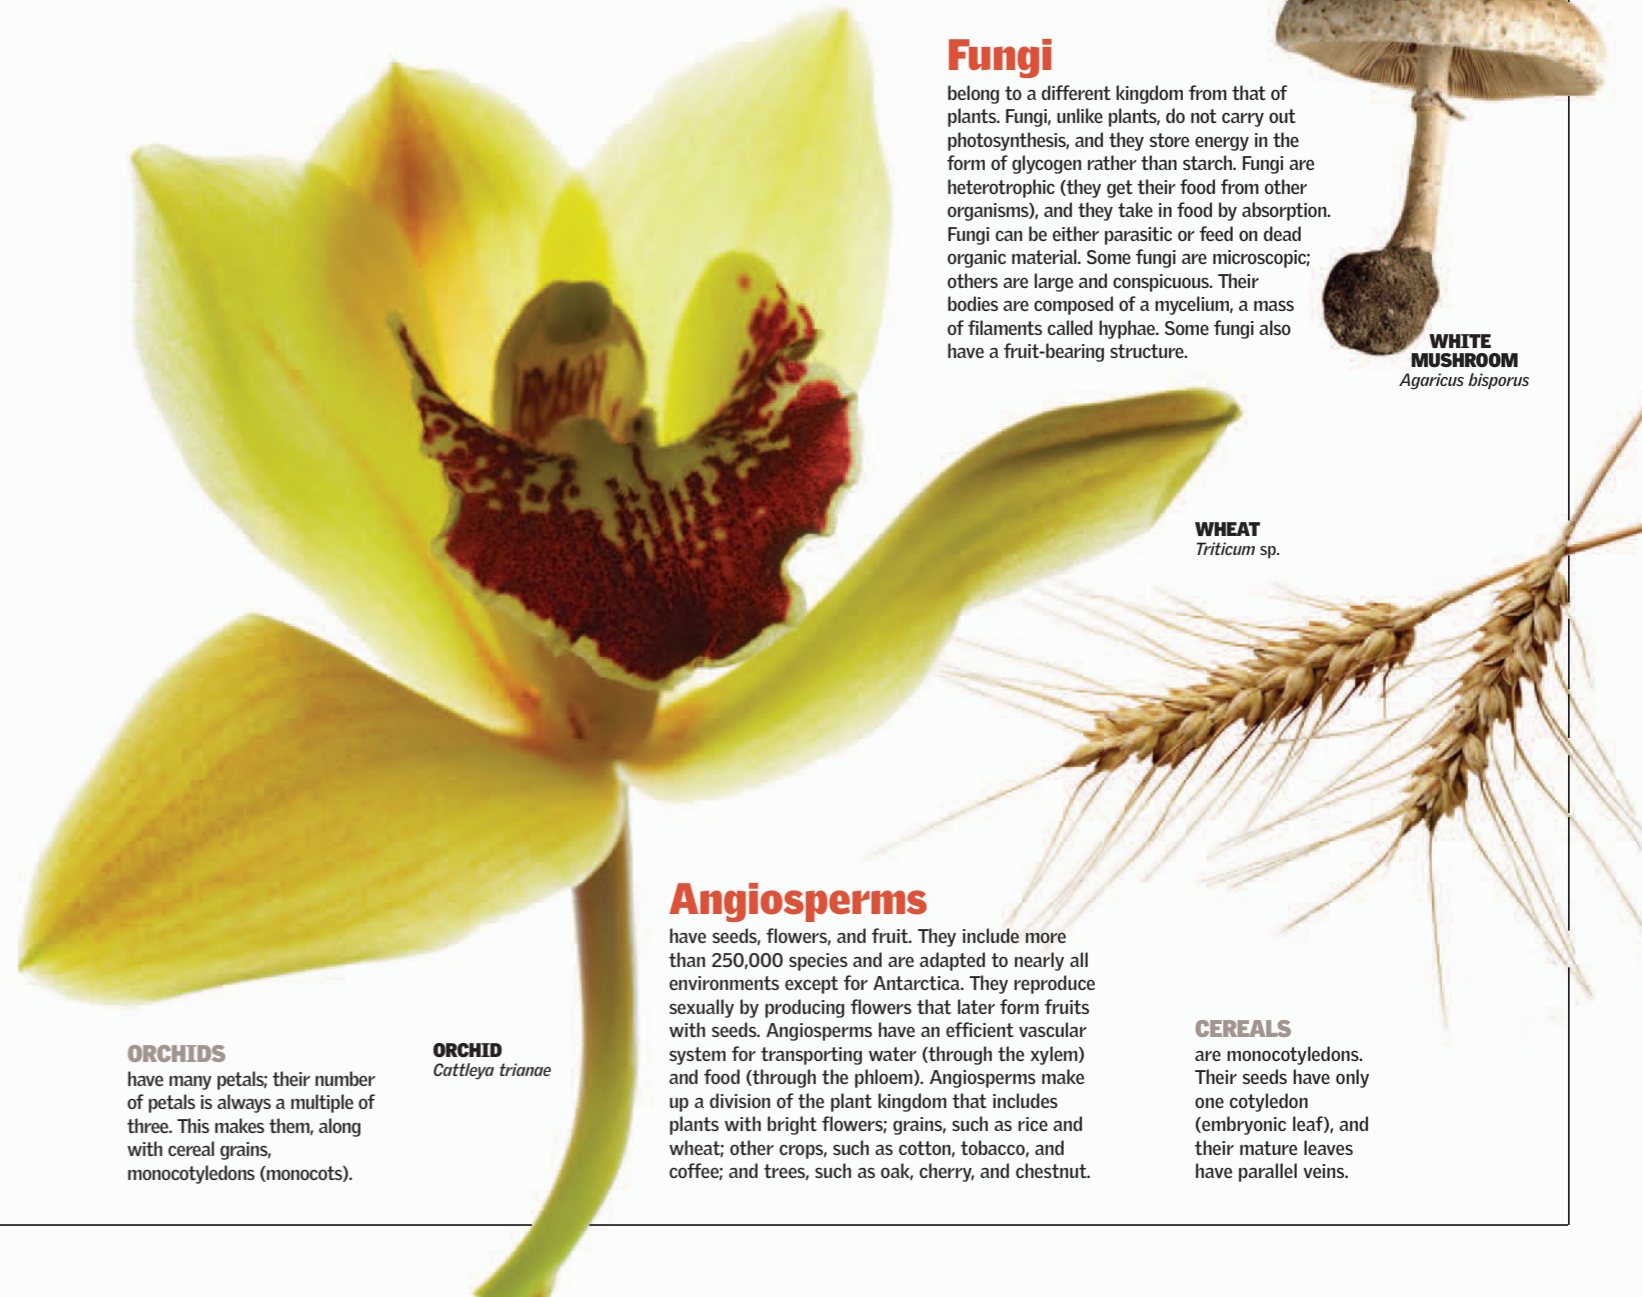 Fungi
belong to a different kingdom from that of
plants. Fungi, unlike plants, do not carry out
photosynthesis, and they store energy in the
form of glycogen rather than starch. Fungi are
heterotrophic (they get their food from other
organisms), and they take in food by absorption.
Fungi can be either parasitic or feed on dead
organic material. Some fungi are microscopic;
others are large and conspicuous. Their
bodies are composed of a mycelium, a mass
of filaments called hyphae. Some fungi also
have a fruit-bearing structure.
WHITE
MUSHROOM
Agaricus bisporus
WHEAT
Triticum sp.
Angiosperms
have seeds, flowers, and fruit. They include more
than 250,000 species and are adapted to nearly all
environments except for Antarctica. They reproduce
sexually by producing flowers that later form fruits
with seeds. Angiosperms have an efficient vascular
system for transporting water (through the xylem)
and food (through the phloem). Angiosperms make
up a division of the plant kingdom that includes
plants with bright flowers; grains, such as rice and
wheat; other crops, such as cotton, tobacco, and
coffee; and trees, such as oak, cherry, and chestnut.
ORCHIDS
have many petals; their number
of petals is always a multiple of
three. This makes them, along
with cereal grains,
monocotyledons (monocots).
ORCHID
Cattleya trianae
CEREALS
are monocotyledons.
Their seeds have only
one cotyledon
(embryonic leaf), and
their mature leaves
have parallel veins.